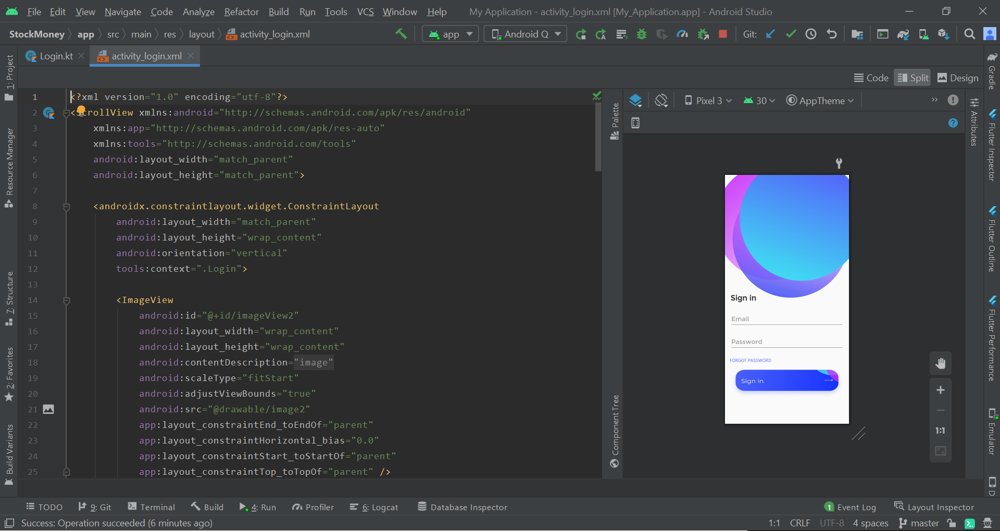 File Edit View Navigate Code Analyze Refactor Build Run Tools VCS Window Help My Application - activity_login.xml [My_Application.app] - Android Studio
StockMoney app src main res layout activity_login.xml app Android Q Git:
Login.kt activity_login.xml
Code Split Design
1: Project
Resource Manager
7: Structure
2: Favorites
Build Variants
1 <?xml version="1.0" encoding="utf-8"?>
2 <ScrollView xmlns:android="http://schemas.android.com/apk/res/android"
3 xmlns:app="http://schemas.android.com/apk/res-auto"
4 xmlns:tools="http://schemas.android.com/tools"
5 android:layout_width="match_parent"
6 android:layout_height="match_parent">
7
8 <androidx.constraintlayout.widget.ConstraintLayout
9 android:layout_width="match_parent"
10 android:layout_height="wrap_content"
11 android:orientation="vertical"
12 tools:context=".Login">
13
14 <ImageView
15 android:id="@+id/imageView2"
16 android:layout_width="wrap_content"
17 android:layout_height="wrap_content"
18 android:contentDescription="image"
19 android:scaleType="fitStart"
20 android:adjustViewBounds="true"
21 android:src="@drawable/image2"
22 app:layout_constraintEnd_toEndOf="parent"
23 app:layout_constraintHorizontal_bias="0.0"
24 app:layout_constraintStart_toStartOf="parent"
25 app:layout_constraintTop_toTopOf="parent" />
Palette
Component Tree
Pixel 3 30 AppTheme
Sign in
Email
Password
FORGOT PASSWORD
Sign in
1:1
Attributes
Gradle
Flutter Inspector
Flutter Outline
Flutter Performance
Emulator
D
TODO 9: Git Terminal Build 4: Run Profiler 6: Logcat Database Inspector 1 Event Log Layout Inspector
Success: Operation succeeded (6 minutes ago) 1:1 CRLF UTF-8 4 spaces master